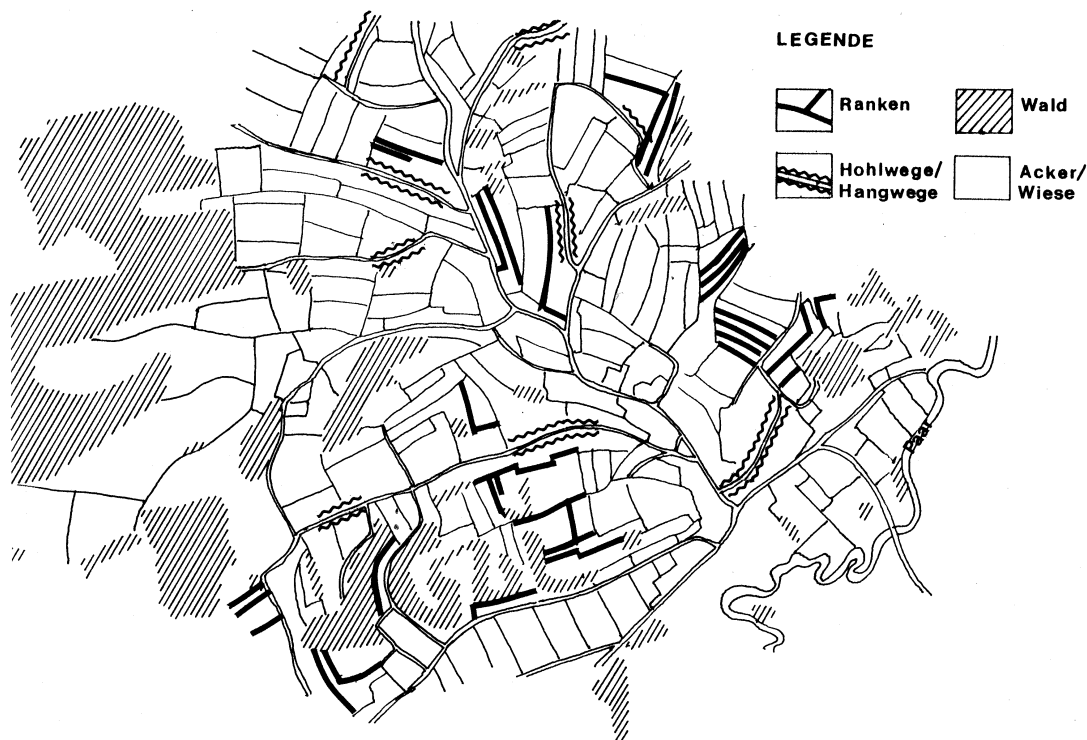 LEGENDE
Ranken
Wald
Hohlwege/
Hangwege
Acker/
Wiese
Paar